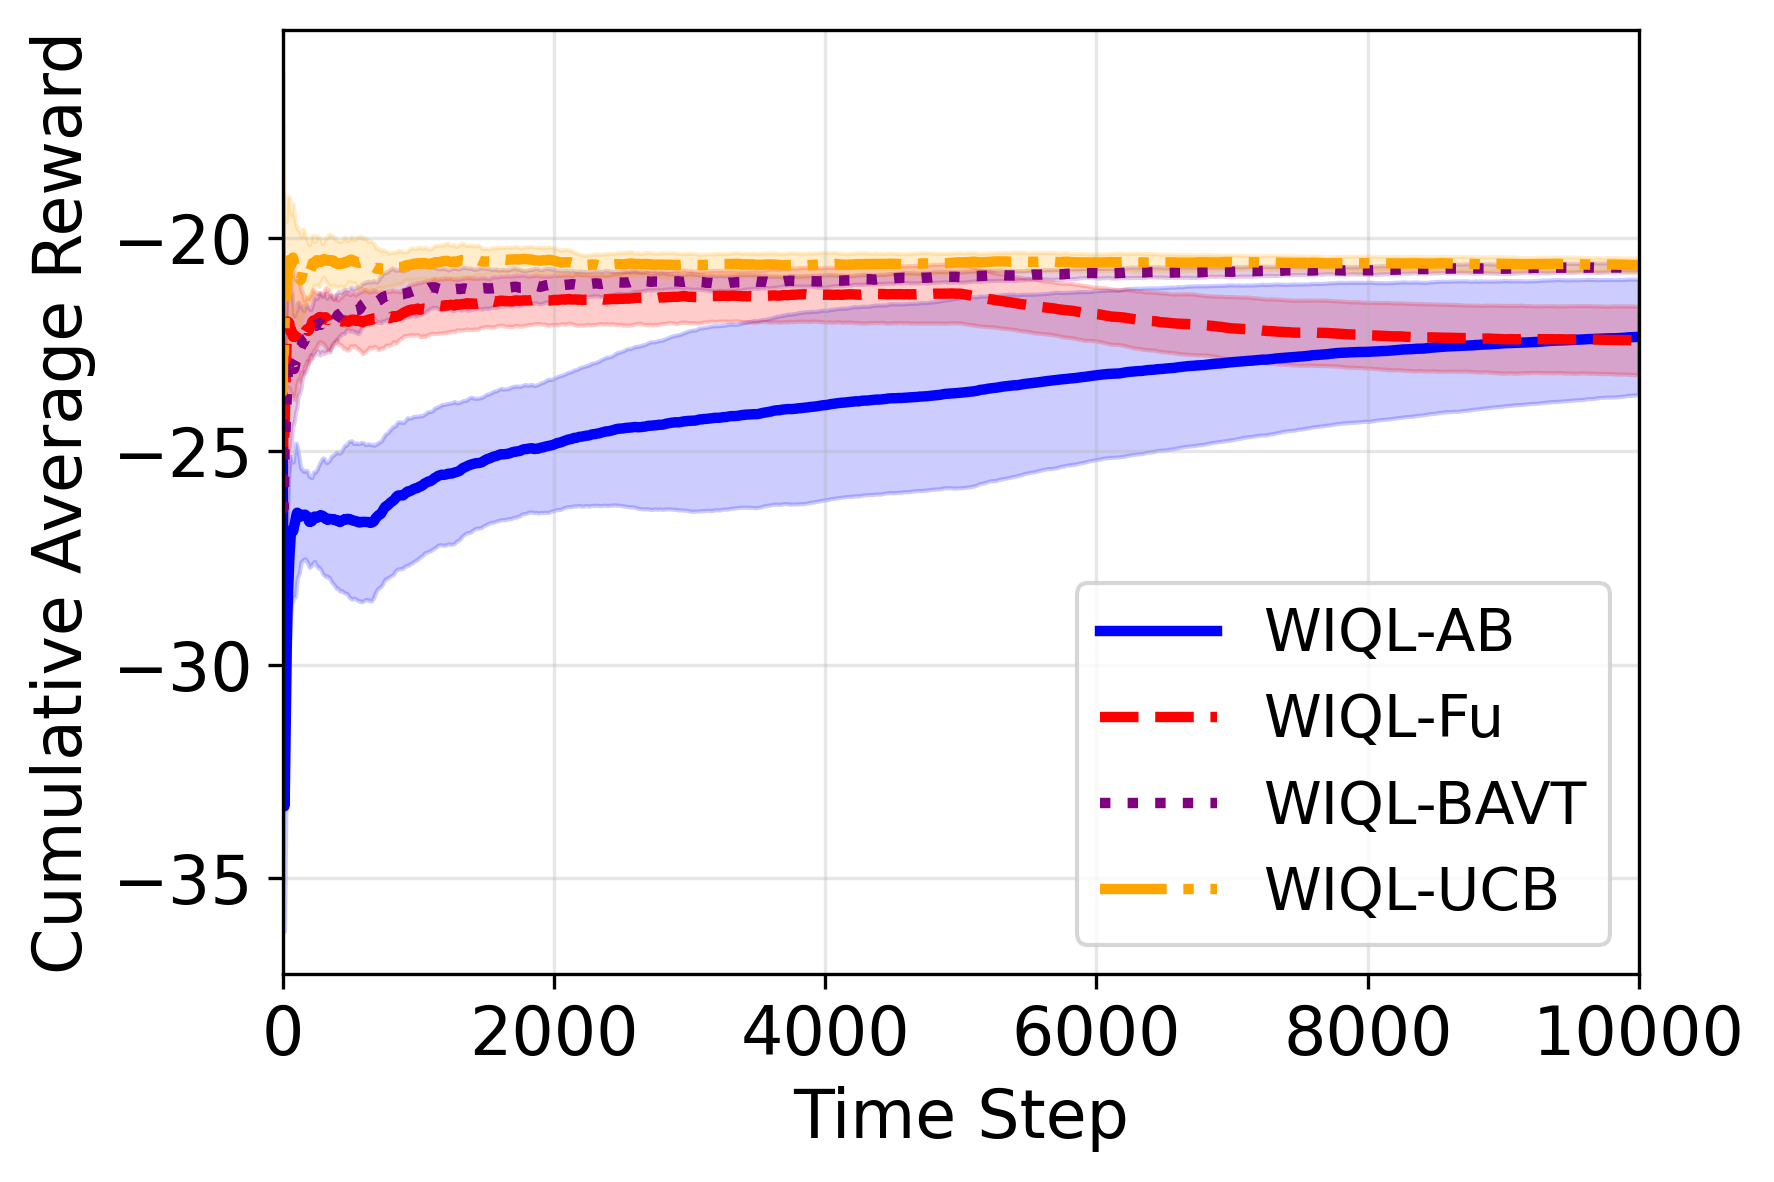 Cumulative Average Reward
−20
−25
−30
−35
0 2000 4000 6000 8000 10000
Time Step
WIQL-AB
WIQL-Fu
WIQL-BAVT
WIQL-UCB